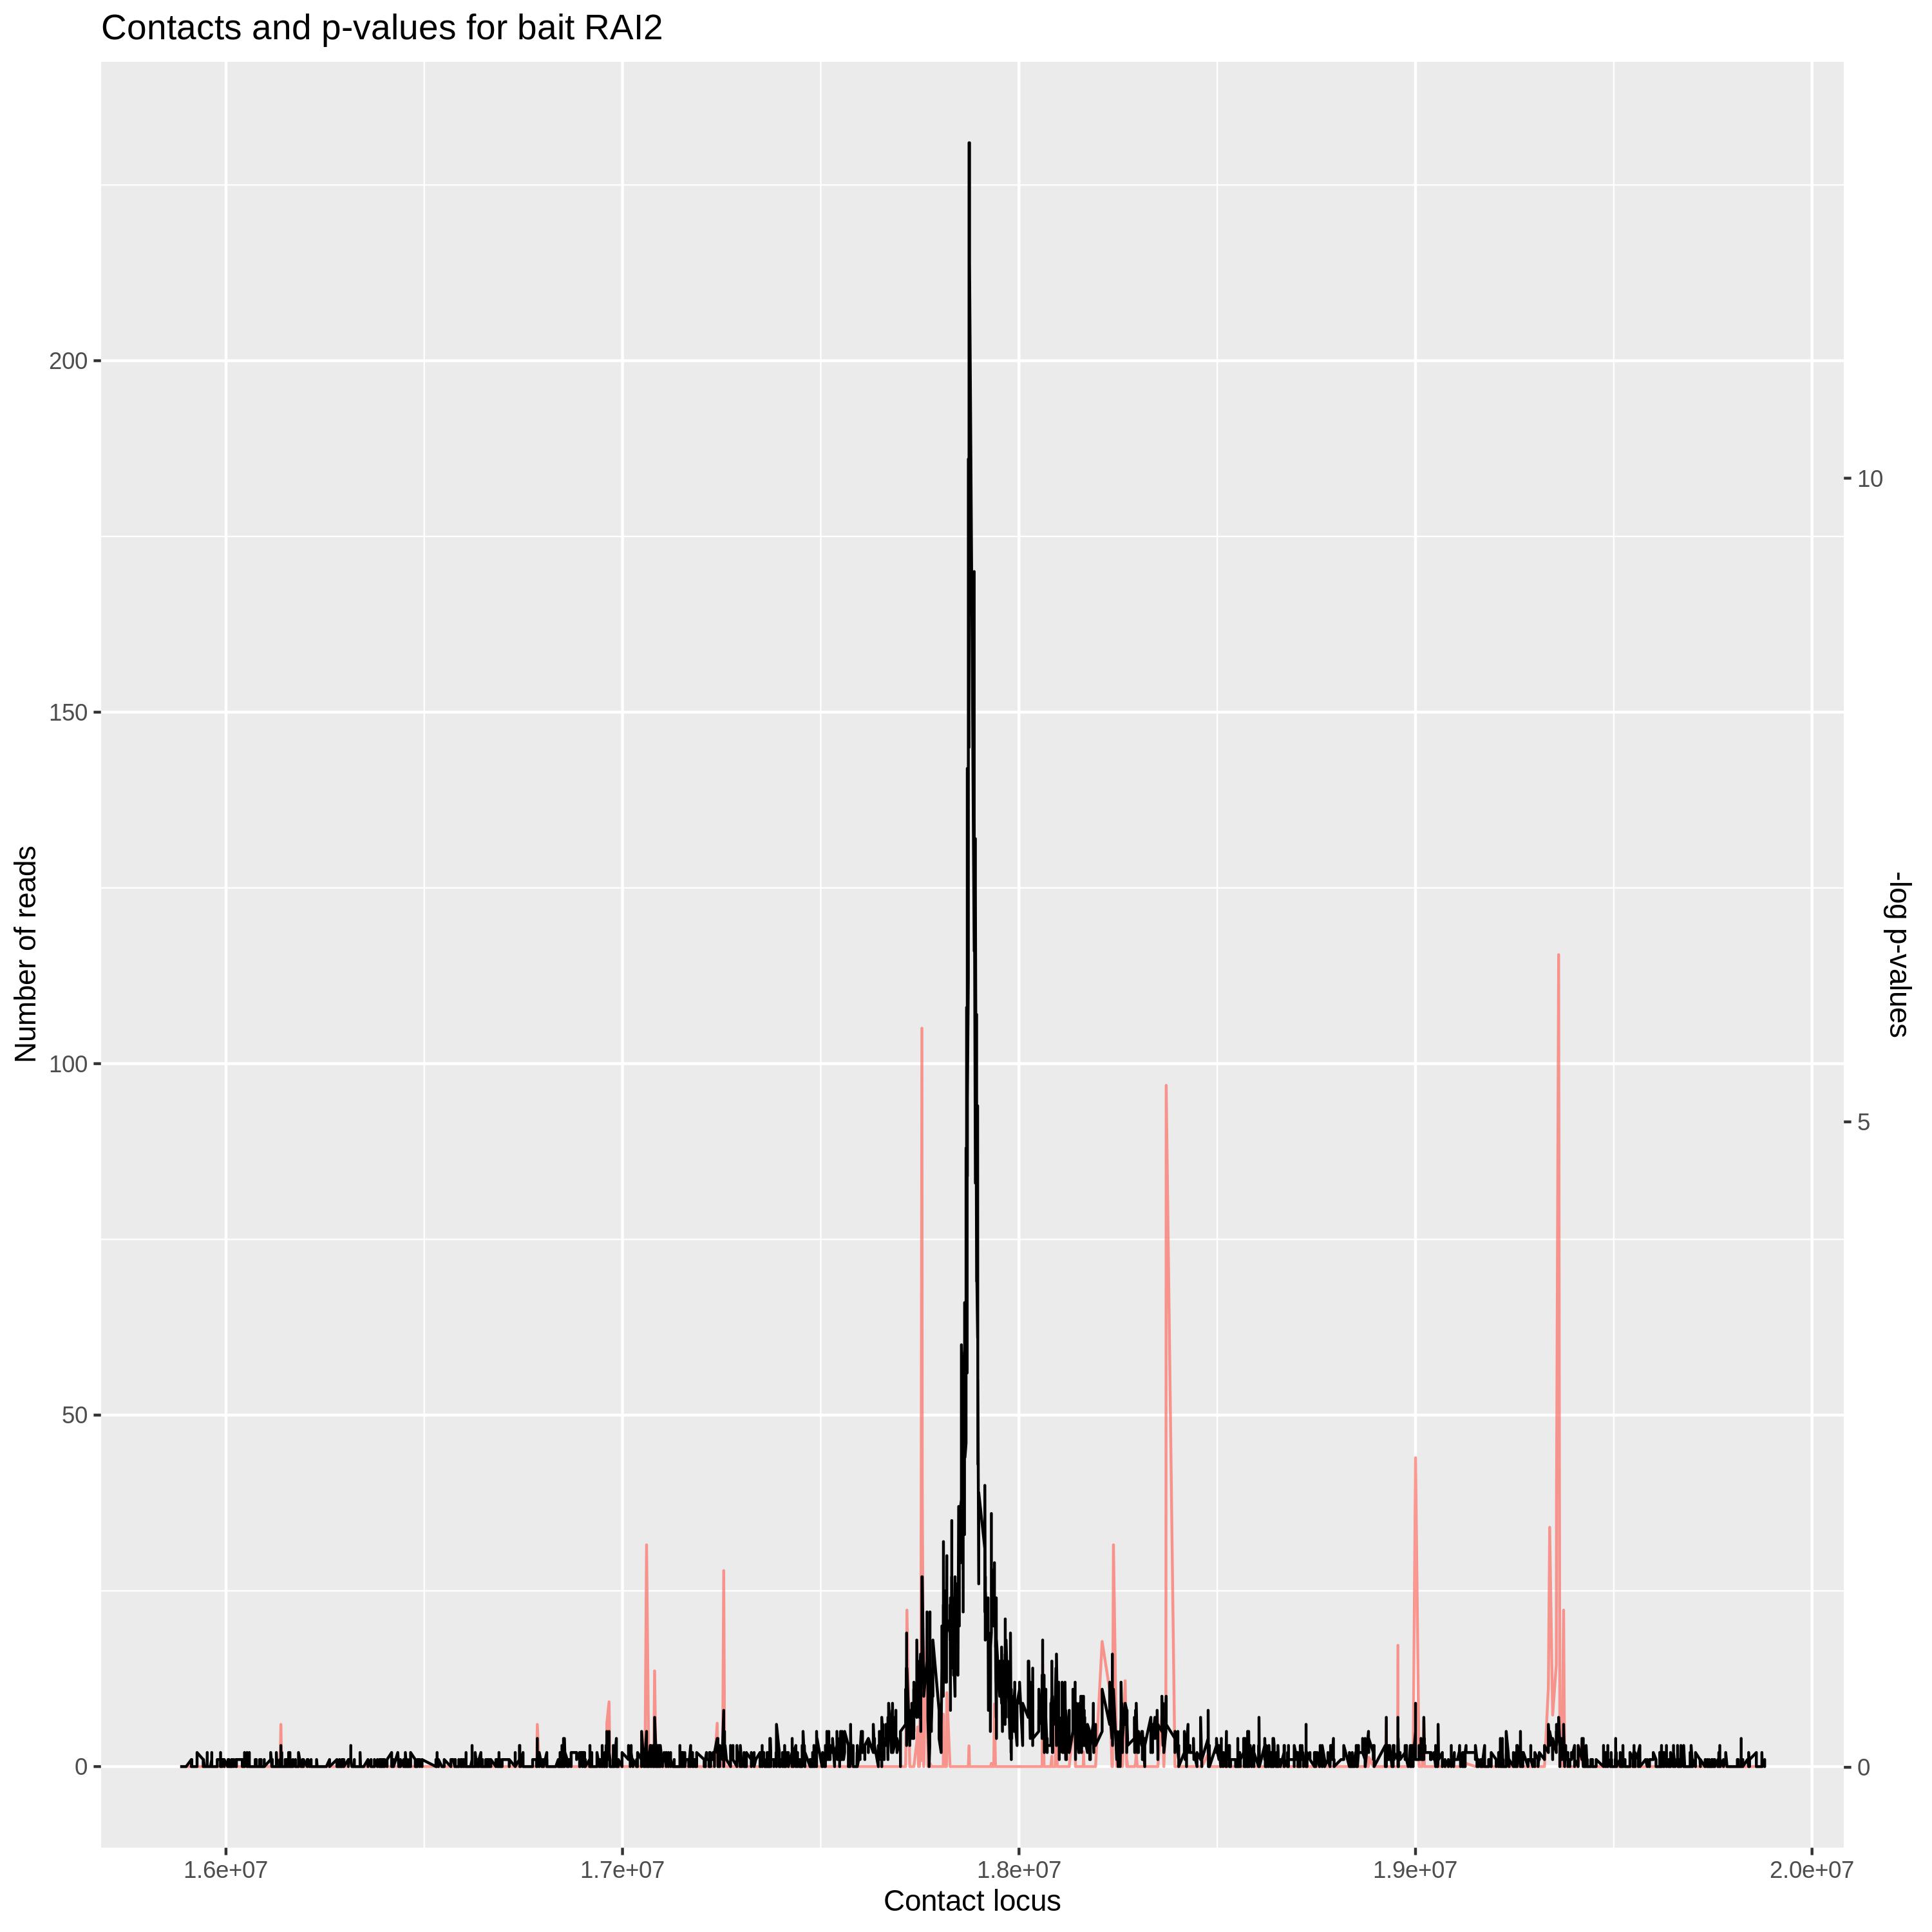 Contacts and p-values for bait RAI2
Number of reads
200
150
100
50
0
10
5
0
-log p-values
1.6e+07
1.7e+07
1.8e+07
1.9e+07
2.0e+07
Contact locus